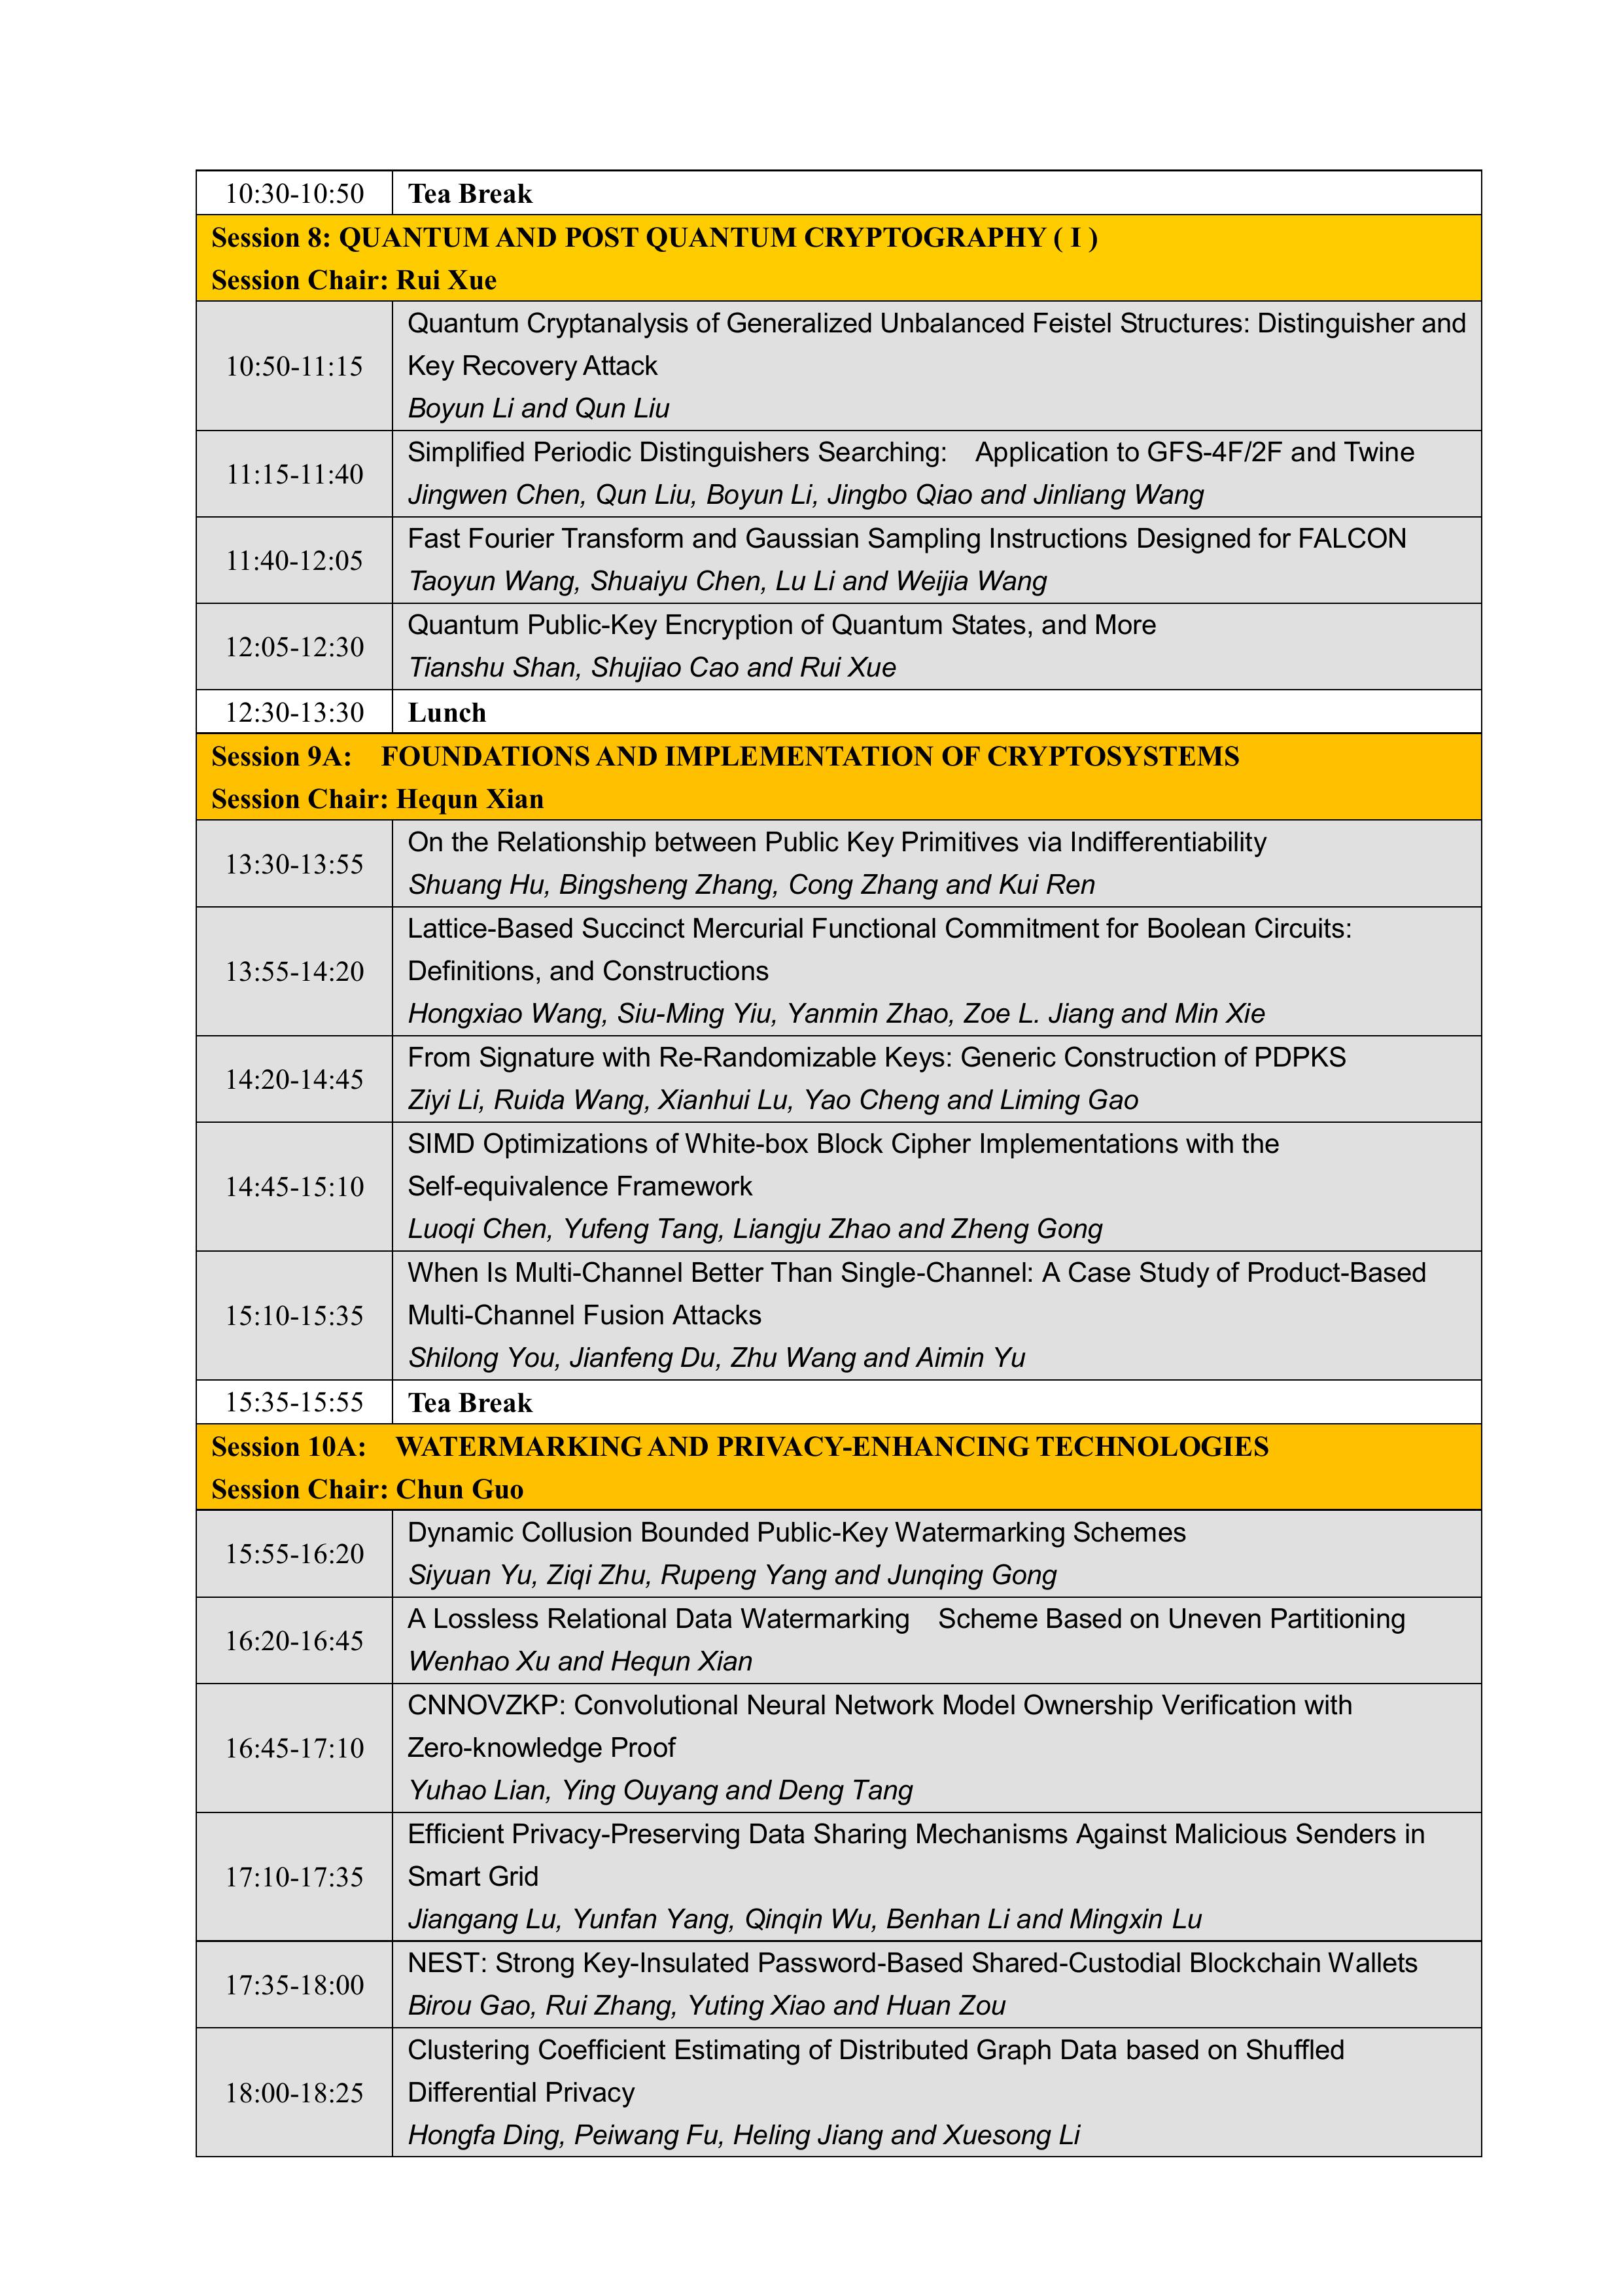 10:30-10:50 Tea Break
Session 8: QUANTUM AND POST QUANTUM CRYPTOGRAPHY ( I )
Session Chair: Rui Xue
10:50-11:15
Quantum Cryptanalysis of Generalized Unbalanced Feistel Structures: Distinguisher and
Key Recovery Attack
Boyun Li and Qun Liu
11:15-11:40
Simplified Periodic Distinguishers Searching: Application to GFS-4F/2F and Twine
Jingwen Chen, Qun Liu, Boyun Li, Jingbo Qiao and Jinliang Wang
11:40-12:05
Fast Fourier Transform and Gaussian Sampling Instructions Designed for FALCON
Taoyun Wang, Shuaiyu Chen, Lu Li and Weijia Wang
12:05-12:30
Quantum Public-Key Encryption of Quantum States, and More
Tianshu Shan, Shujiao Cao and Rui Xue
12:30-13:30 Lunch
Session 9A: FOUNDATIONS AND IMPLEMENTATION OF CRYPTOSYSTEMS
Session Chair: Hequn Xian
13:30-13:55
On the Relationship between Public Key Primitives via Indifferentiability
Shuang Hu, Bingsheng Zhang, Cong Zhang and Kui Ren
13:55-14:20
Lattice-Based Succinct Mercurial Functional Commitment for Boolean Circuits:
Definitions, and Constructions
Hongxiao Wang, Siu-Ming Yiu, Yanmin Zhao, Zoe L. Jiang and Min Xie
14:20-14:45
From Signature with Re-Randomizable Keys: Generic Construction of PDPKS
Ziyi Li, Ruida Wang, Xianhui Lu, Yao Cheng and Liming Gao
14:45-15:10
SIMD Optimizations of White-box Block Cipher Implementations with the
Self-equivalence Framework
Luoqi Chen, Yufeng Tang, Liangju Zhao and Zheng Gong
15:10-15:35
When Is Multi-Channel Better Than Single-Channel: A Case Study of Product-Based
Multi-Channel Fusion Attacks
Shilong You, Jianfeng Du, Zhu Wang and Aimin Yu
15:35-15:55 Tea Break
Session 10A: WATERMARKING AND PRIVACY-ENHANCING TECHNOLOGIES
Session Chair: Chun Guo
15:55-16:20
Dynamic Collusion Bounded Public-Key Watermarking Schemes
Siyuan Yu, Ziqi Zhu, Rupeng Yang and Junqing Gong
16:20-16:45
A Lossless Relational Data Watermarking Scheme Based on Uneven Partitioning
Wenhao Xu and Hequn Xian
16:45-17:10
CNNOVZKP: Convolutional Neural Network Model Ownership Verification with
Zero-knowledge Proof
Yuhao Lian, Ying Ouyang and Deng Tang
17:10-17:35
Efficient Privacy-Preserving Data Sharing Mechanisms Against Malicious Senders in
Smart Grid
Jiangang Lu, Yunfan Yang, Qinqin Wu, Benhan Li and Mingxin Lu
17:35-18:00
NEST: Strong Key-Insulated Password-Based Shared-Custodial Blockchain Wallets
Birou Gao, Rui Zhang, Yuting Xiao and Huan Zou
18:00-18:25
Clustering Coefficient Estimating of Distributed Graph Data based on Shuffled
Differential Privacy
Hongfa Ding, Peiwang Fu, Heling Jiang and Xuesong Li